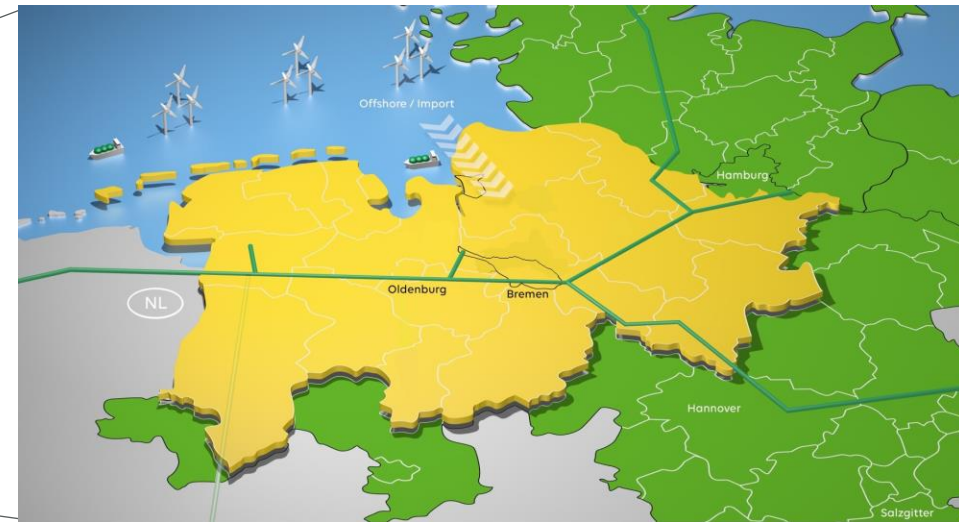 Offshore / Import
Hamburg
NL
Oldenburg
Bremen
Hannover
Salzgitter